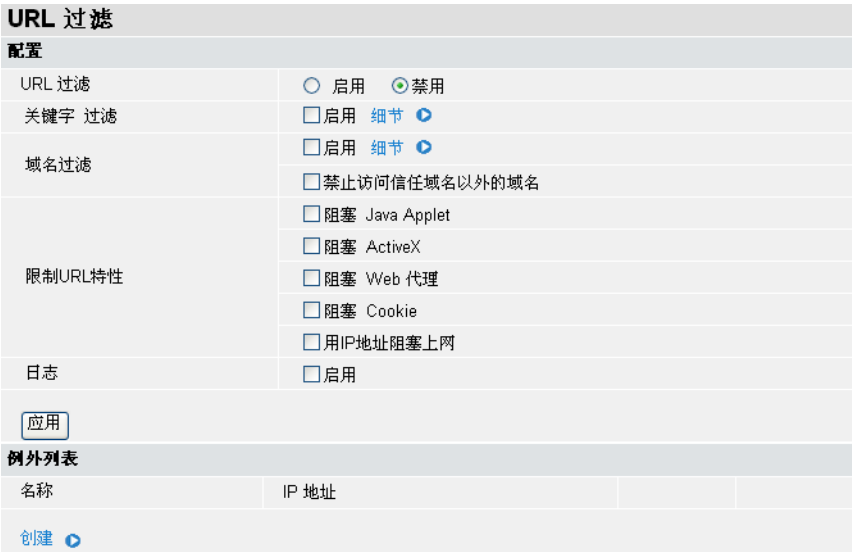 URL 过滤
配置
URL 过滤 启用 禁用
关键字 过滤 启用 细节
域名过滤 启用 细节
禁止访问信任域名以外的域名
限制URL特性 阻塞 Java Applet
阻塞 ActiveX
阻塞 Web 代理
阻塞 Cookie
用IP地址阻塞上网
日志 启用
应用
例外列表
名称 IP 地址
创建